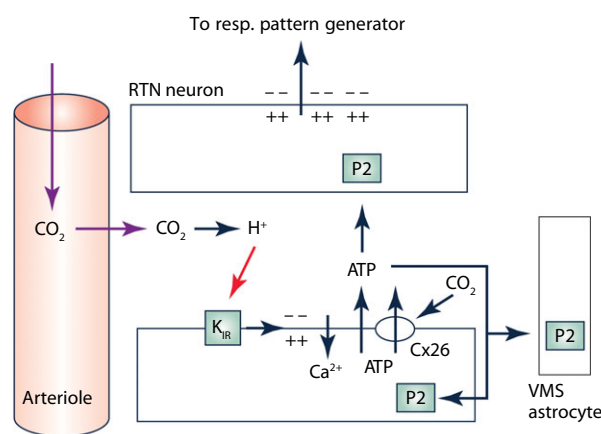 To resp. pattern generator
RTN neuron
−− −− −−
++ ++ ++
P2
CO₂ CO₂ H⁺
ATP
CO₂
K_IR
−−
++
Cx26
Ca²⁺ ATP
P2
P2
Arteriole
VMS
astrocyte